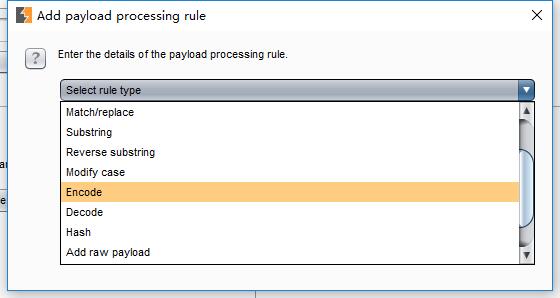 Add payload processing rule
Enter the details of the payload processing rule.
?
Select rule type
Match/replace
Substring
Reverse substring
Modify case
Encode
Decode
Hash
Add raw payload